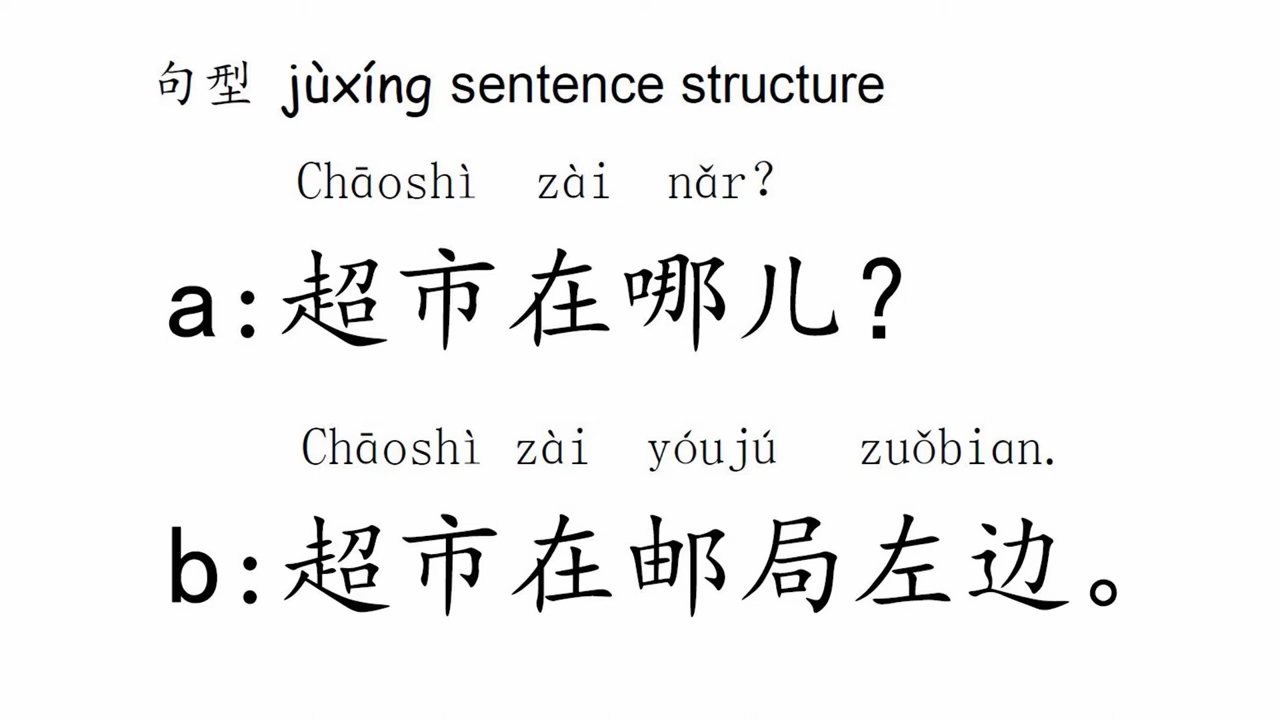 句型 jùxíng sentence structure
Chāoshì zài nǎr?
a:超市在哪儿?
Chāoshì zài yóujú zuǒbian.
b:超市在邮局左边。